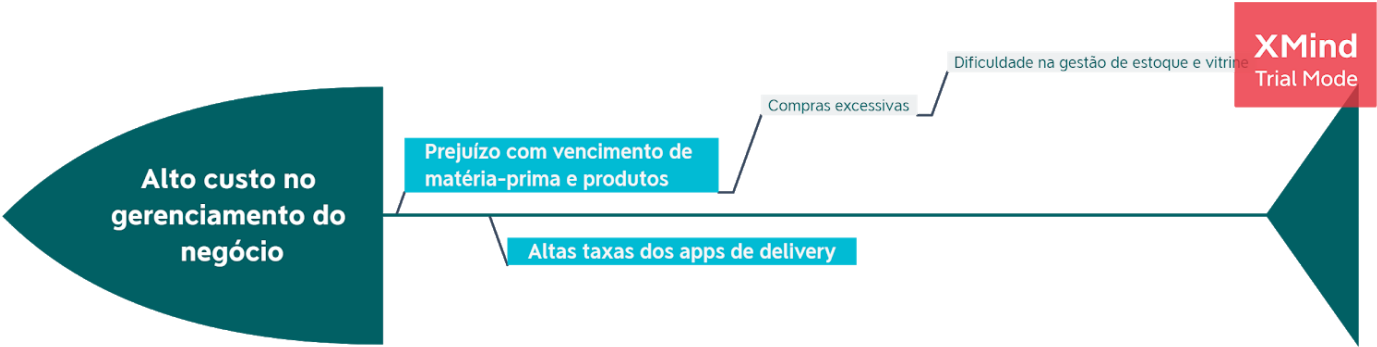 XMind
Trial Mode
Dificuldade na gestão de estoque e vitrine
Compras excessivas
Prejuízo com vencimento de
matéria-prima e produtos
Alto custo no
gerenciamento do
negócio
Altas taxas dos apps de delivery